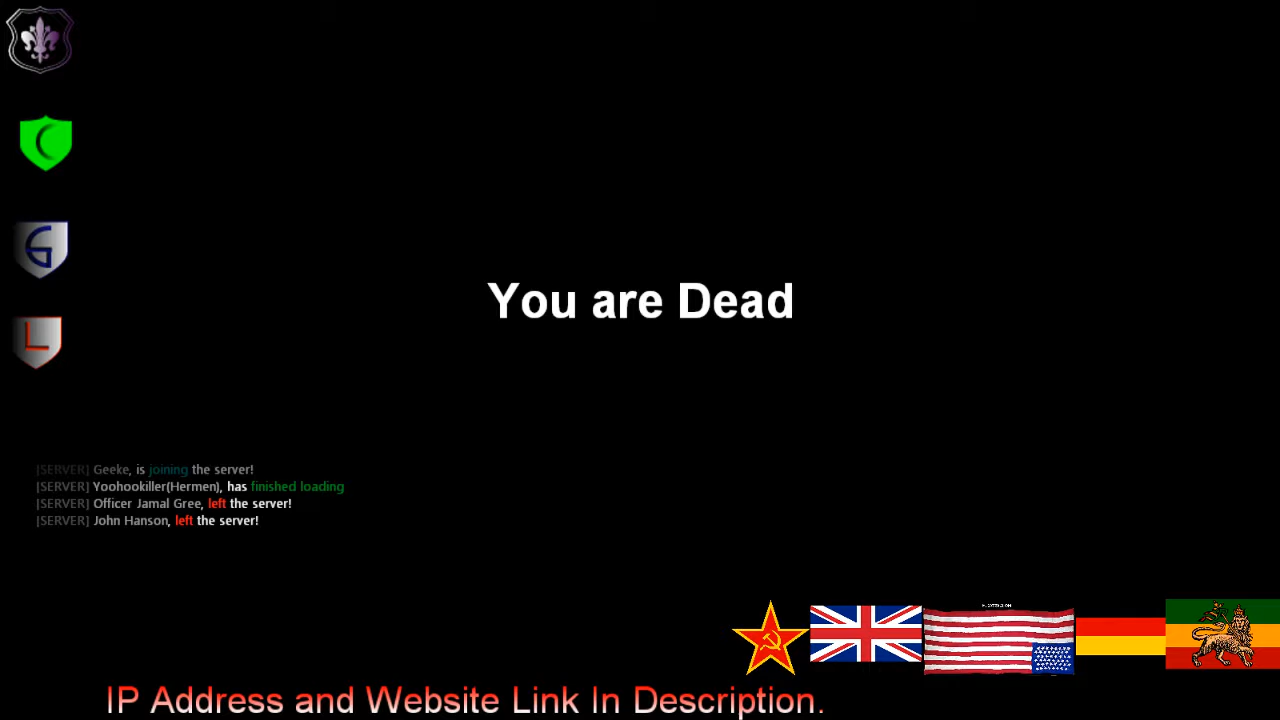 G
You are Dead
L
[SERVER] Geeke, is joining the server!
[SERVER] Yoohookiller(Hermen), has finished loading
[SERVER] Officer Jamal Gree, left the server!
[SERVER] John Hanson, left the server!
IP Address and Website Link In Description.